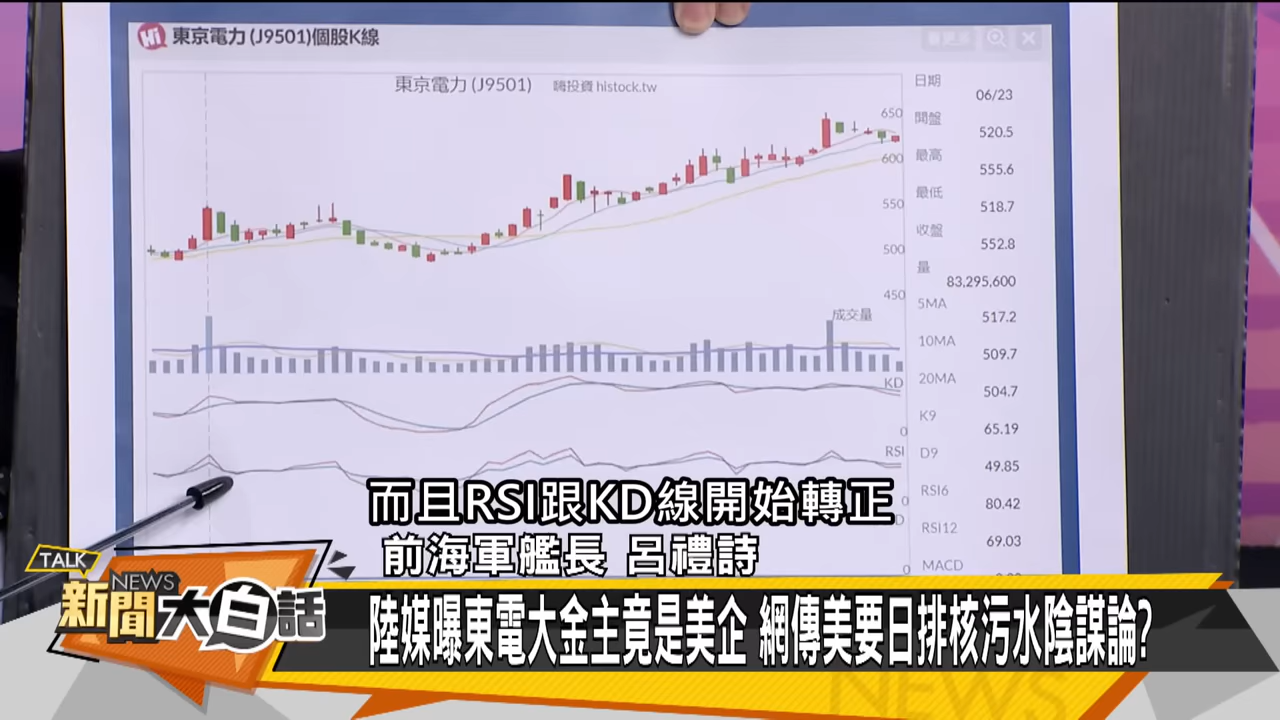 Hi 東京電力 (J9501)個股K線
東京電力 (J9501) 嗨投資 histock.tw
650
600
550
500
450
成交量
KD
0
RSI
0
0
日期
06/23
開盤
520.5
最高
555.6
最低
518.7
收盤
552.8
量
83,295,600
5MA
517.2
10MA
509.7
20MA
504.7
K9
65.19
D9
49.85
RSI6
80.42
RSI12
69.03
MACD
而且RSI跟KD線開始轉正
前海軍艦長 呂禮詩
TALK
NEWS
新聞大白話
陸媒曝東電大金主竟是美企 網傳美要日排核污水陰謀論?
NEWS